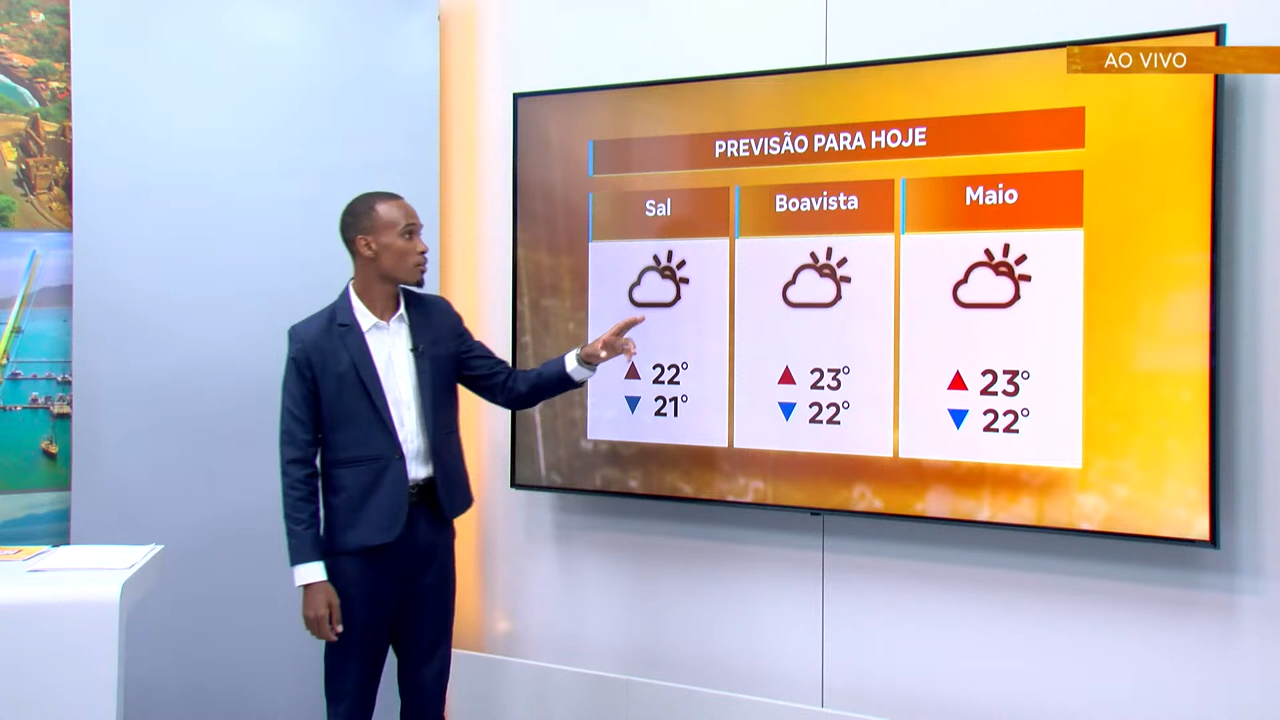 AO VIVO
PREVISÃO PARA HOJE
Sal
Boavista
Maio
22°
21°
23°
22°
23°
22°